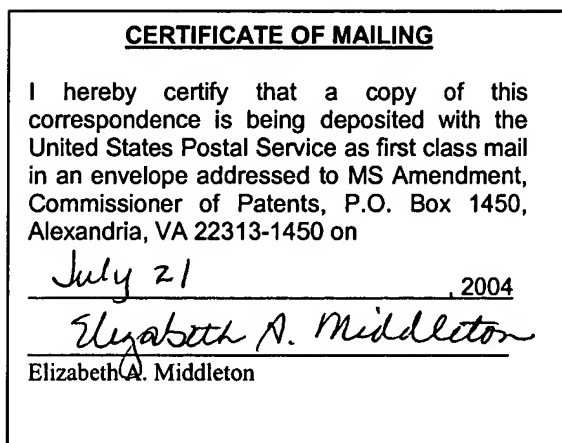 CERTIFICATE OF MAILING
I hereby certify that a copy of this
correspondence is being deposited with the
United States Postal Service as first class mail
in an envelope addressed to MS Amendment,
Commissioner of Patents, P.O. Box 1450,
Alexandria, VA 22313-1450 on
July 21, 2004
Elizabeth A. Middleton
Elizabeth A. Middleton